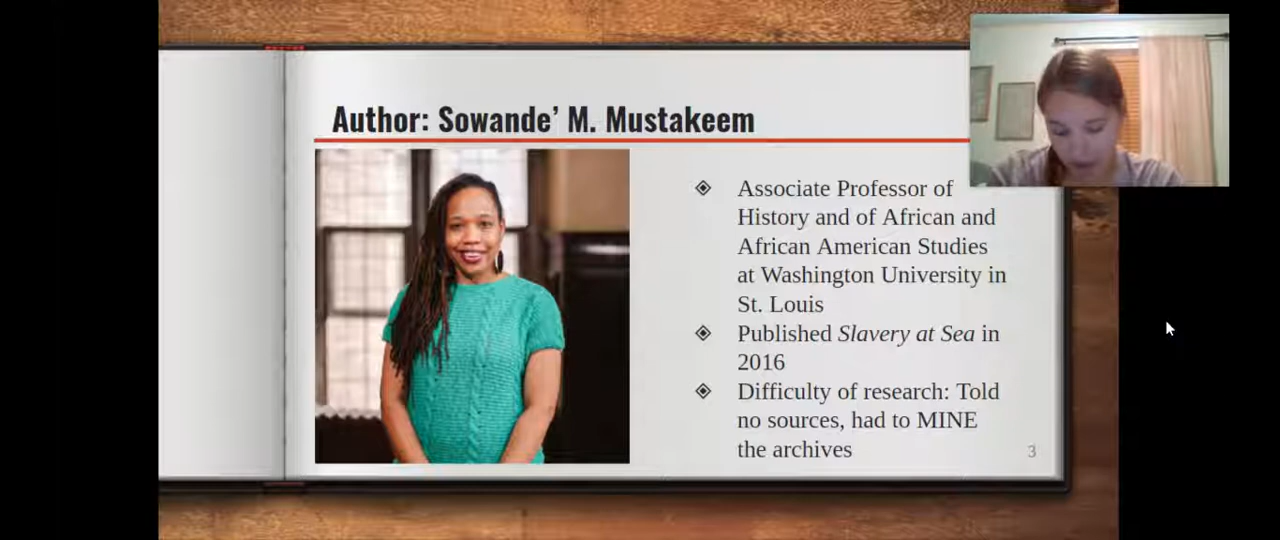 Author: Sowande’ M. Mustakeem
Associate Professor of
History and of African and
African American Studies
at Washington University in
St. Louis
Published Slavery at Sea in
2016
Difficulty of research: Told
no sources, had to MINE
the archives
3